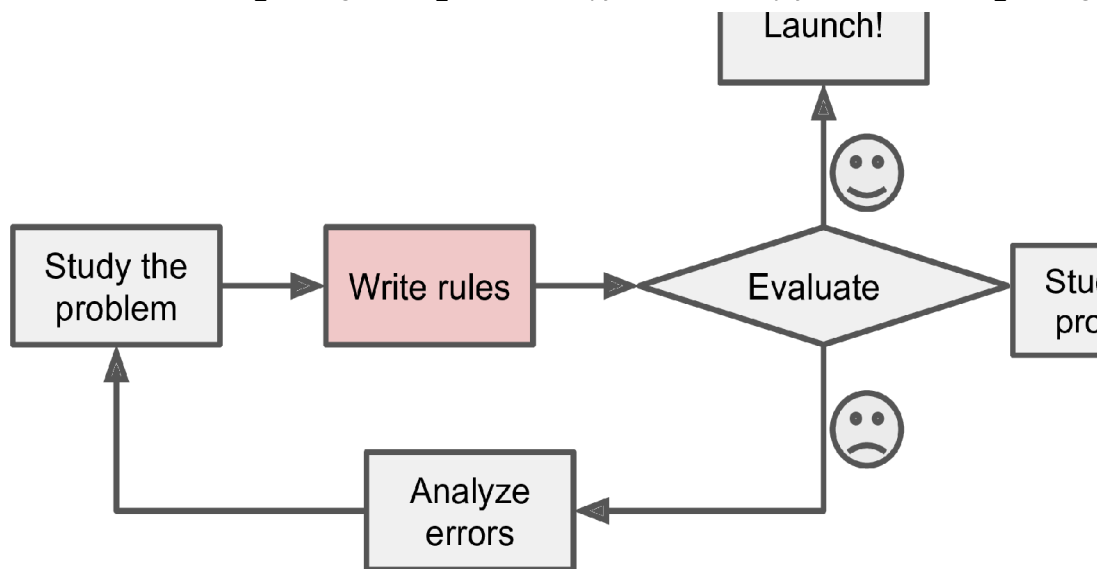 Launch!
Study the
problem
Write rules
Evaluate
Analyze
errors